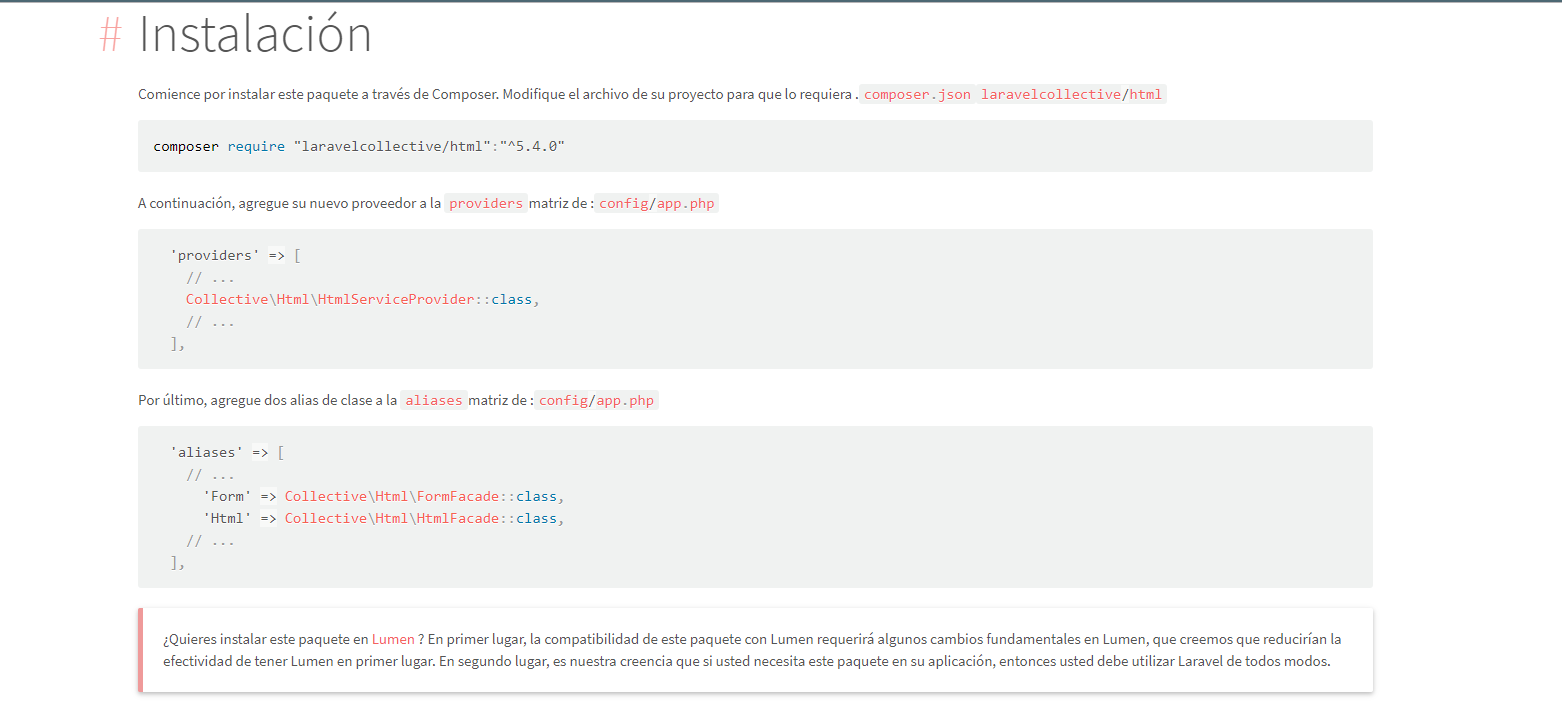 # Instalación
Comience por instalar este paquete a través de Composer. Modifique el archivo de su proyecto para que lo requiera . composer.json laravelcollective/html
composer require "laravelcollective/html":"^5.4.0"
A continuación, agregue su nuevo proveedor a la providers matriz de : config/app.php
'providers' => [
// ...
Collective\Html\HtmlServiceProvider::class,
// ...
],
Por último, agregue dos alias de clase a la aliases matriz de : config/app.php
'aliases' => [
// ...
'Form' => Collective\Html\FormFacade::class,
'Html' => Collective\Html\HtmlFacade::class,
// ...
],
¿Quieres instalar este paquete en Lumen ? En primer lugar, la compatibilidad de este paquete con Lumen requerirá algunos cambios fundamentales en Lumen, que creemos que reducirían la
efectividad de tener Lumen en primer lugar. En segundo lugar, es nuestra creencia que si usted necesita este paquete en su aplicación, entonces usted debe utilizar Laravel de todos modos.